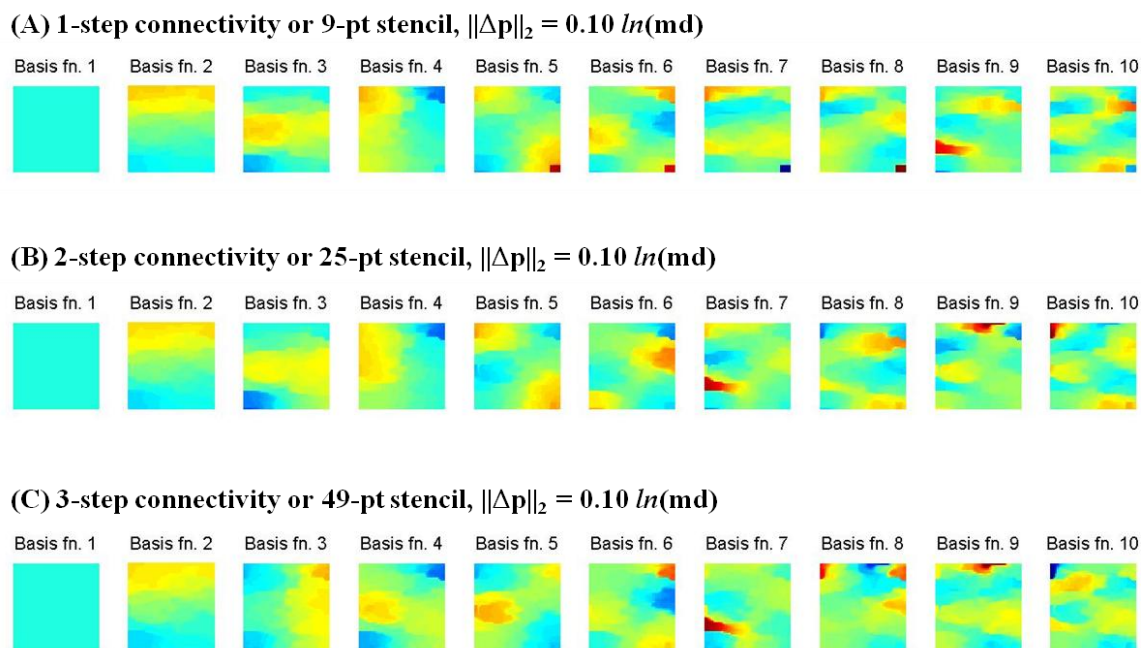 (A) 1-step connectivity or 9-pt stencil, ||Δp||₂ = 0.10 ln(md)
Basis fn. 1 Basis fn. 2 Basis fn. 3 Basis fn. 4 Basis fn. 5 Basis fn. 6 Basis fn. 7 Basis fn. 8 Basis fn. 9 Basis fn. 10
(B) 2-step connectivity or 25-pt stencil, ||Δp||₂ = 0.10 ln(md)
Basis fn. 1 Basis fn. 2 Basis fn. 3 Basis fn. 4 Basis fn. 5 Basis fn. 6 Basis fn. 7 Basis fn. 8 Basis fn. 9 Basis fn. 10
(C) 3-step connectivity or 49-pt stencil, ||Δp||₂ = 0.10 ln(md)
Basis fn. 1 Basis fn. 2 Basis fn. 3 Basis fn. 4 Basis fn. 5 Basis fn. 6 Basis fn. 7 Basis fn. 8 Basis fn. 9 Basis fn. 10